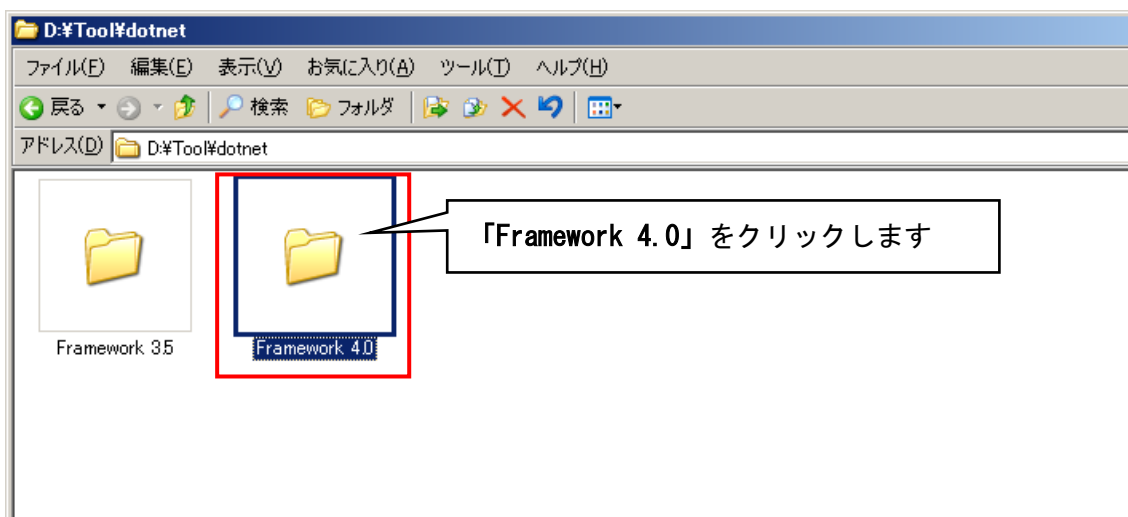 D:¥Tool¥dotnet
ファイル(F) 編集(E) 表示(V) お気に入り(A) ツール(T) ヘルプ(H)
戻る 検索 フォルダ
アドレス(D) D:¥Tool¥dotnet
「Framework 4.0」をクリックします
Framework 3.5 Framework 4.0